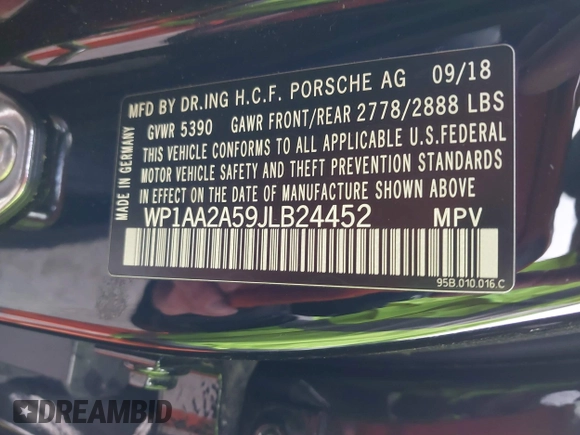 MFD BY DR.ING H.C.F. PORSCHE AG 09/18
GVWR 5390 GAWR FRONT/REAR 2778/2888 LBS
THIS VEHICLE CONFORMS TO ALL APPLICABLE U.S.FEDERAL
MOTOR VEHICLE SAFETY AND THEFT PREVENTION STANDARDS
IN EFFECT ON THE DATE OF MANUFACTURE SHOWN ABOVE
MADE IN GERMANY
WP1AA2A59JLB24452 MPV
95B.010.016.C
DREAMBID